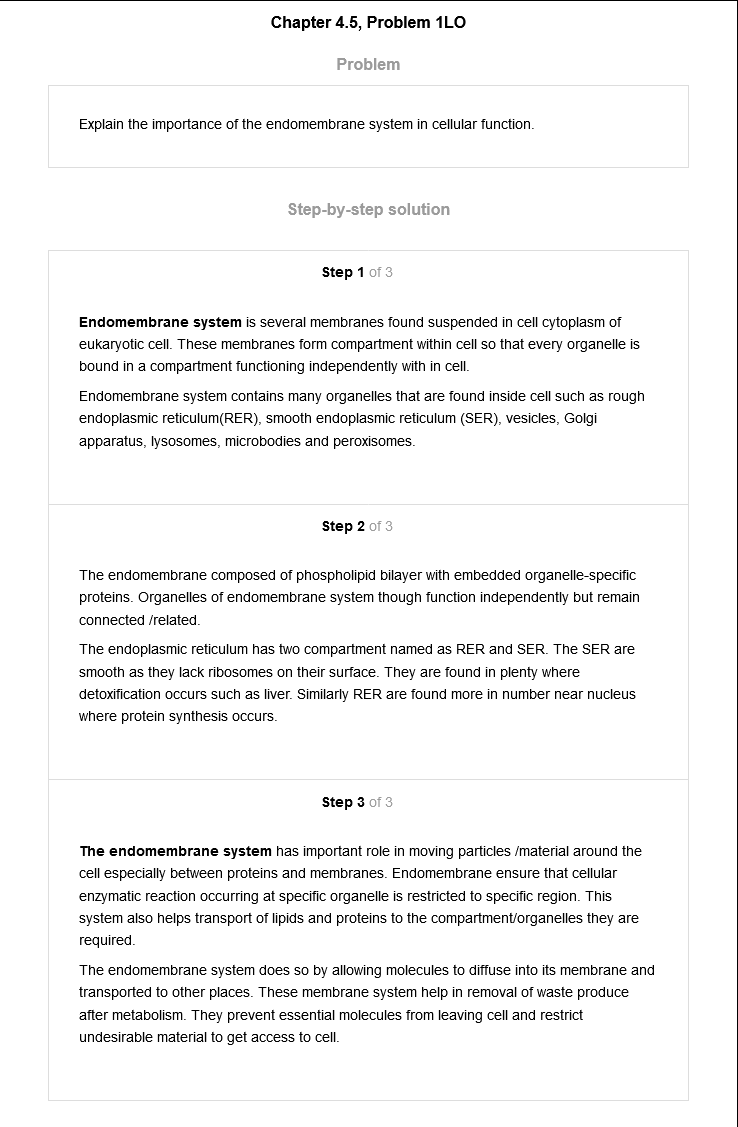 Chapter 4.5, Problem 1LO
Problem
Explain the importance of the endomembrane system in cellular function.
Step-by-step solution
Step 1 of 3
Endomembrane system is several membranes found suspended in cell cytoplasm of
eukaryotic cell. These membranes form compartment within cell so that every organelle is
bound in a compartment functioning independently with in cell.
Endomembrane system contains many organelles that are found inside cell such as rough
endoplasmic reticulum(RER), smooth endoplasmic reticulum (SER), vesicles, Golgi
apparatus, lysosomes, microbodies and peroxisomes.
Step 2 of 3
The endomembrane composed of phospholipid bilayer with embedded organelle-specific
proteins. Organelles of endomembrane system though function independently but remain
connected /related.
The endoplasmic reticulum has two compartment named as RER and SER. The SER are
smooth as they lack ribosomes on their surface. They are found in plenty where
detoxification occurs such as liver. Similarly RER are found more in number near nucleus
where protein synthesis occurs.
Step 3 of 3
The endomembrane system has important role in moving particles /material around the
cell especially between proteins and membranes. Endomembrane ensure that cellular
enzymatic reaction occurring at specific organelle is restricted to specific region. This
system also helps transport of lipids and proteins to the compartment/organelles they are
required.
The endomembrane system does so by allowing molecules to diffuse into its membrane and
transported to other places. These membrane system help in removal of waste produce
after metabolism. They prevent essential molecules from leaving cell and restrict
undesirable material to get access to cell.